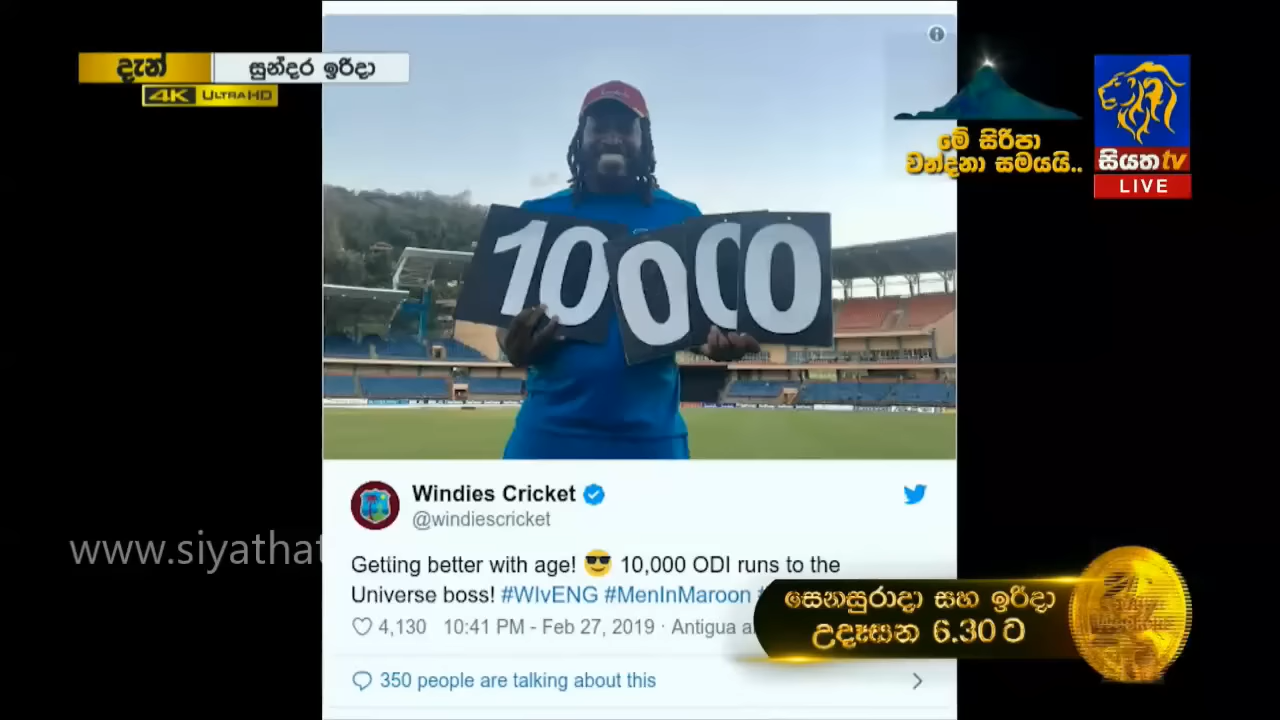 දැන්
සුන්දර ඉරිදා
4K ULTRA HD
මේ සිරිපා
වන්දනා සමයයි..
සියත tv
LIVE
10000
Windies Cricket
@windiescricket
www.siyathat
Getting better with age! 😎 10,000 ODI runs to the
Universe boss! #WIvENG #MenInMaroon #
4,130 10:41 PM - Feb 27, 2019 · Antigua a
සෙනසුරාදා සහ ඉරිදා
උදෑසන 6.30 ට
350 people are talking about this